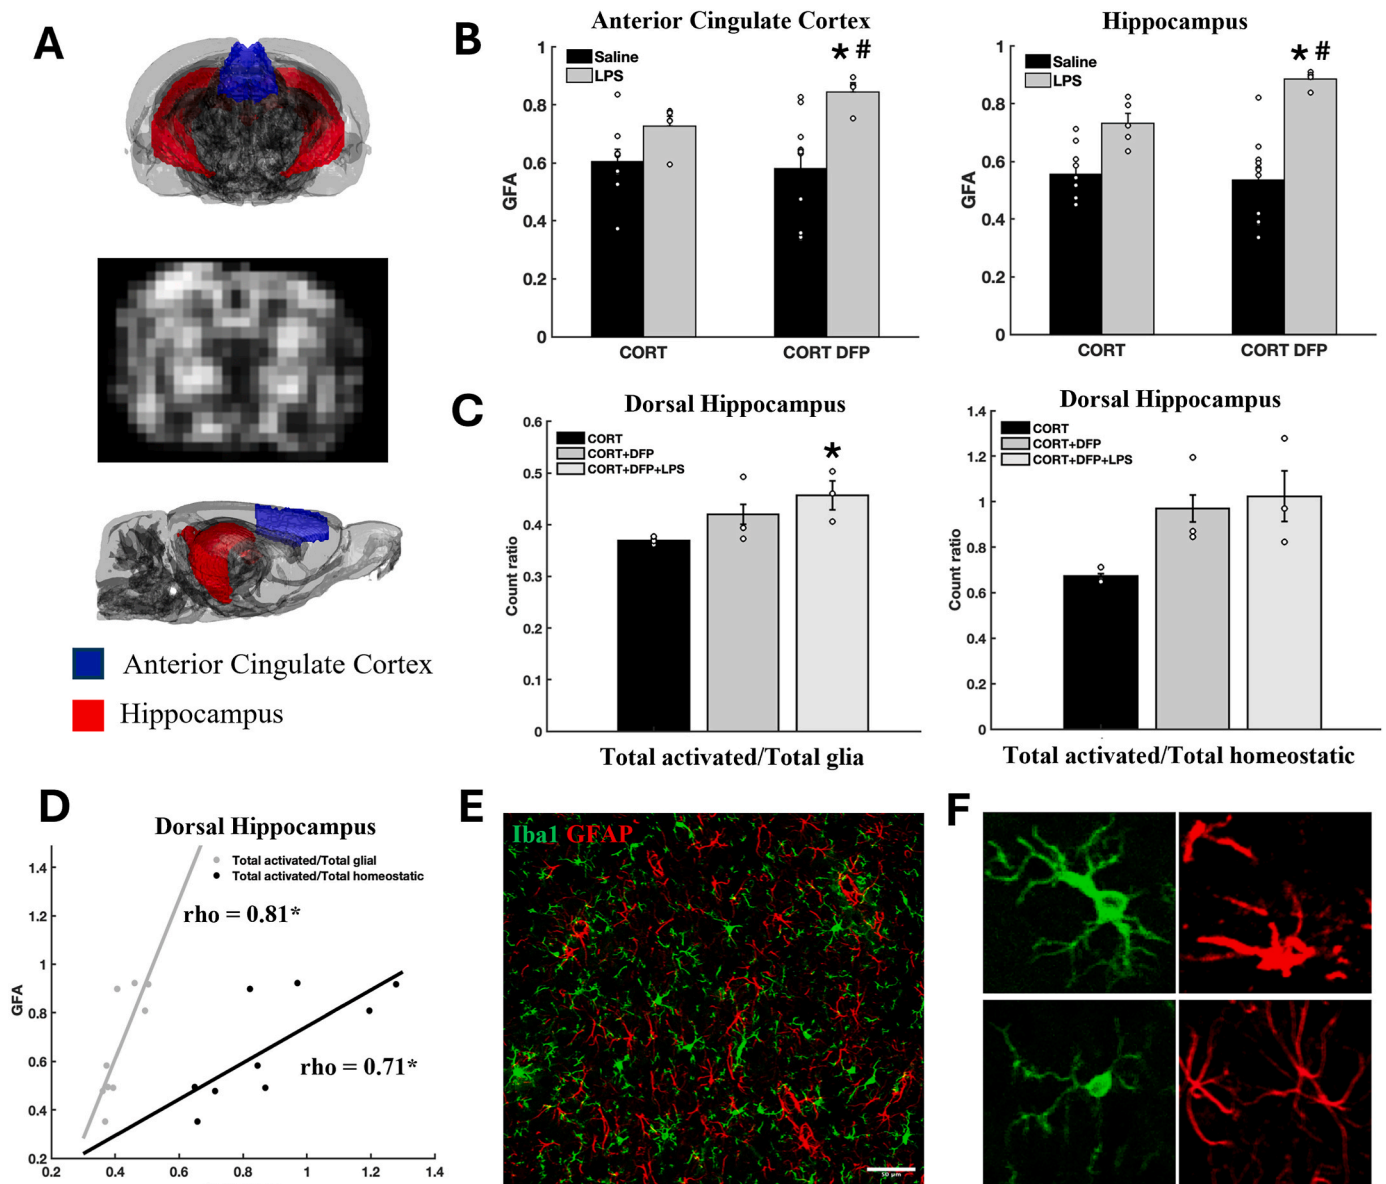 A
Anterior Cingulate Cortex
Hippocampus
B
Anterior Cingulate Cortex
Saline
LPS
* #
GFA
1
0.8
0.6
0.4
0.2
0
CORT
CORT DFP
Hippocampus
Saline
LPS
* #
GFA
1
0.8
0.6
0.4
0.2
0
CORT
CORT DFP
C
Dorsal Hippocampus
CORT
CORT+DFP
CORT+DFP+LPS
*
Count ratio
0.6
0.5
0.4
0.3
0.2
0.1
0
Total activated/Total glia
Dorsal Hippocampus
CORT
CORT+DFP
CORT+DFP+LPS
Count ratio
1.4
1.2
1
0.8
0.6
0.4
0.2
0
Total activated/Total homeostatic
D
Dorsal Hippocampus
Total activated/Total glial
Total activated/Total homeostatic
rho = 0.81*
rho = 0.71*
GFA
1.4
1.2
1
0.8
0.6
0.4
0.2
0.2 0.4 0.6 0.8 1 1.2 1.4
E
Iba1 GFAP
50 µm
F